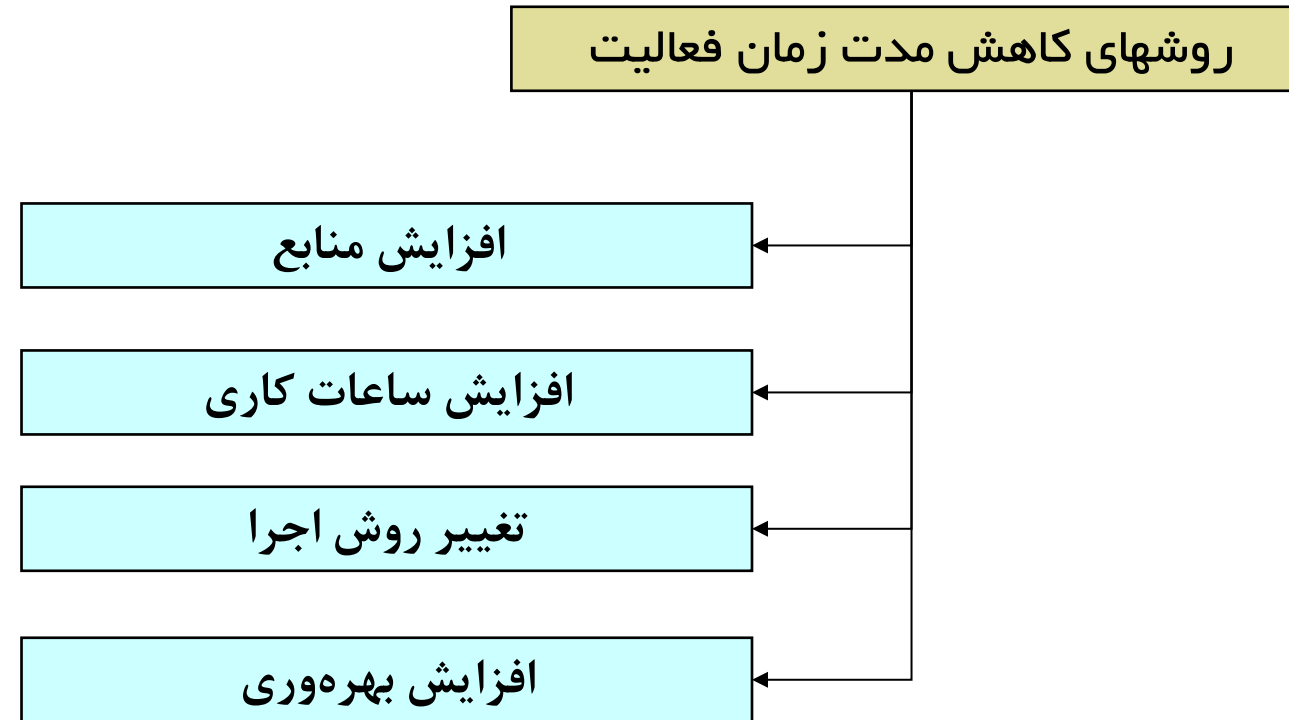 روشهای کاهش مدت زمان فعالیت
افزایش منابع
افزایش ساعات کاری
تغییر روش اجرا
افزایش بهره‌وری